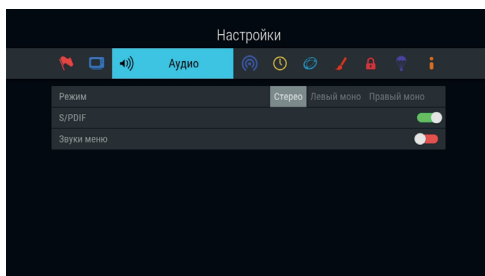 Настройки
Аудио
Режим Стерео Левый моно Правый моно
S/PDIF
Звуки меню